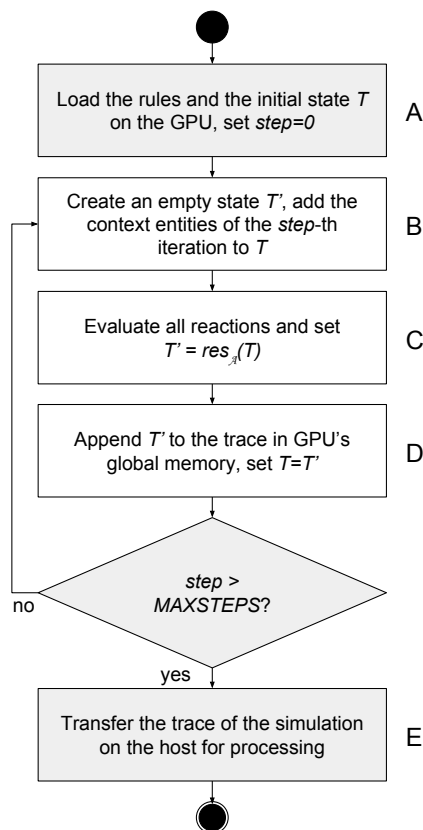 Load the rules and the initial state T
on the GPU, set step=0
A
Create an empty state T', add the
context entities of the step-th
iteration to T
B
Evaluate all reactions and set
T' = res𝒜(T)
C
Append T' to the trace in GPU's
global memory, set T=T'
D
step >
MAXSTEPS?
no
yes
Transfer the trace of the simulation
on the host for processing
E